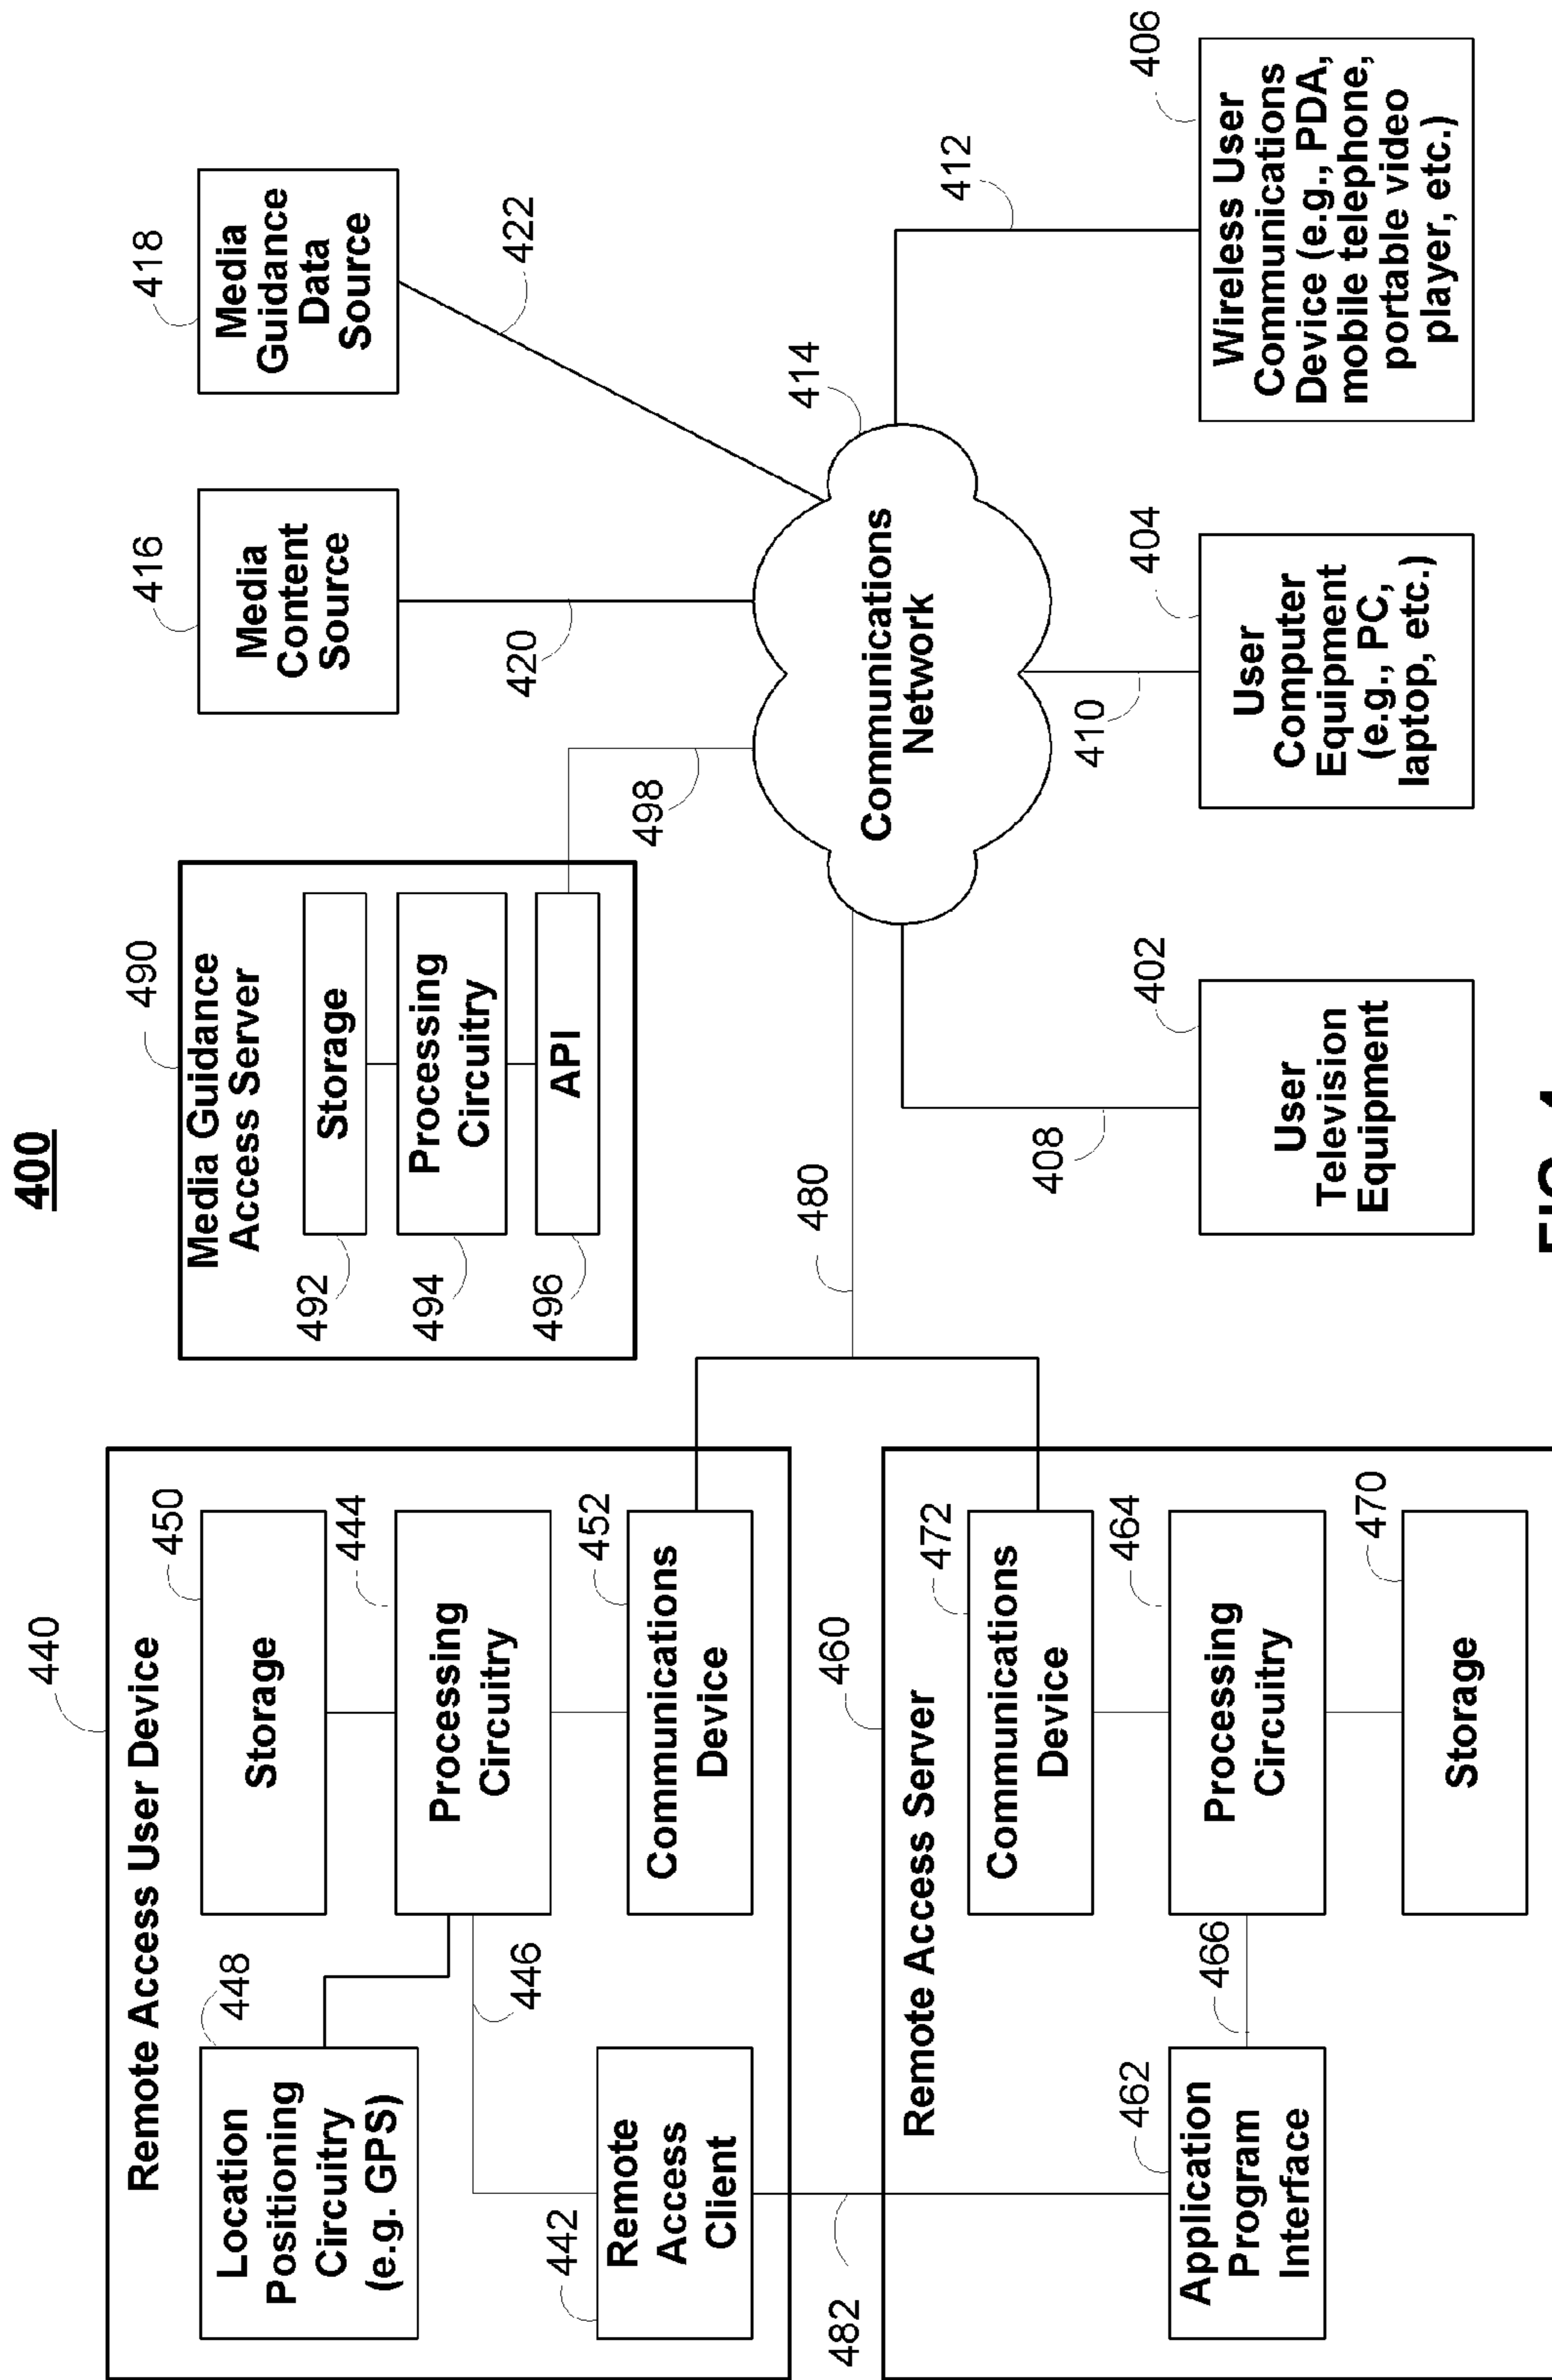 400
440
Remote Access User Device
448
Location
Positioning
Circuitry
(e.g. GPS)
450
Storage
444
Processing
Circuitry
446
442
Remote
Access
Client
452
Communications
Device
482
460
Remote Access Server
472
Communications
Device
464
Processing
Circuitry
466
462
Application
Program
Interface
470
Storage
480
490
Media Guidance
Access Server
492
Storage
494
Processing
Circuitry
496
API
498
416
Media
Content
Source
420
418
Media
Guidance
Data
Source
422
414
Communications
Network
408
402
User
Television
Equipment
410
404
User
Computer
Equipment
(e.g., PC,
laptop, etc.)
412
406
Wireless User
Communications
Device (e.g., PDA,
mobile telephone,
portable video
player, etc.)